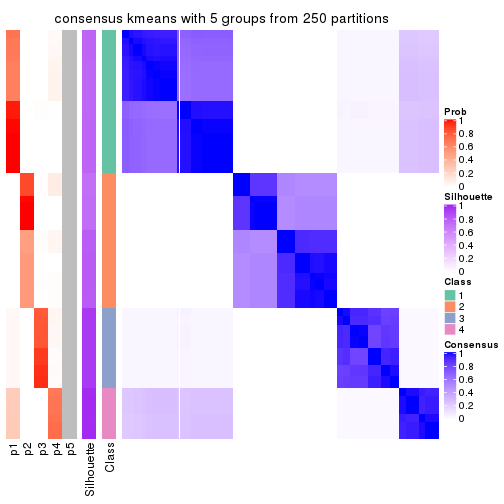 consensus kmeans with 5 groups from 250 partitions
Prob
1
0.8
0.6
0.4
0.2
0
Silhouette
1
0.8
0.6
0.4
0.2
0
Class
1
2
3
4
Consensus
1
0.8
0.6
0.4
0.2
0
p1
p2
p3
p4
p5
Silhouette
Class